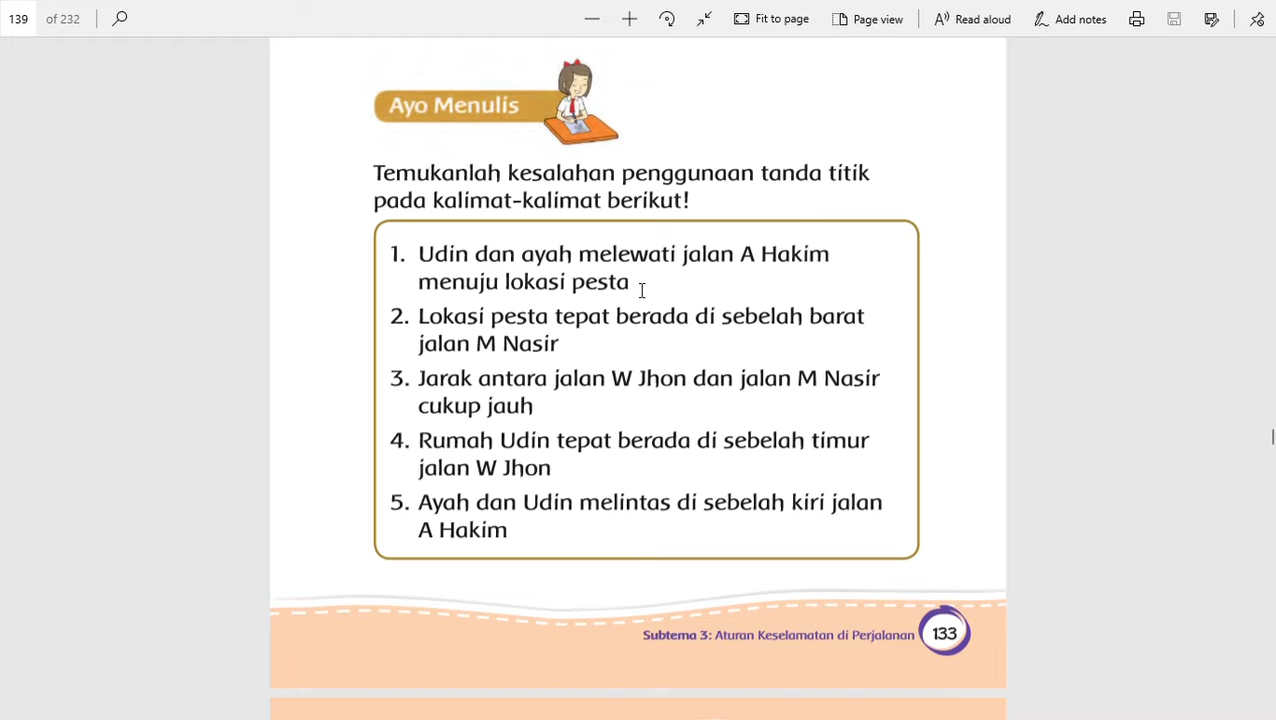 139 of 232 Fit to page Page view Read aloud Add notes
Ayo Menulis
Temukanlah kesalahan penggunaan tanda titik
pada kalimat-kalimat berikut!
1. Udin dan ayah melewati jalan A Hakim
menuju lokasi pesta
2. Lokasi pesta tepat berada di sebelah barat
jalan M Nasir
3. Jarak antara jalan W Jhon dan jalan M Nasir
cukup jauh
4. Rumah Udin tepat berada di sebelah timur
jalan W Jhon
5. Ayah dan Udin melintas di sebelah kiri jalan
A Hakim
Subtema 3: Aturan Keselamatan di Perjalanan 133